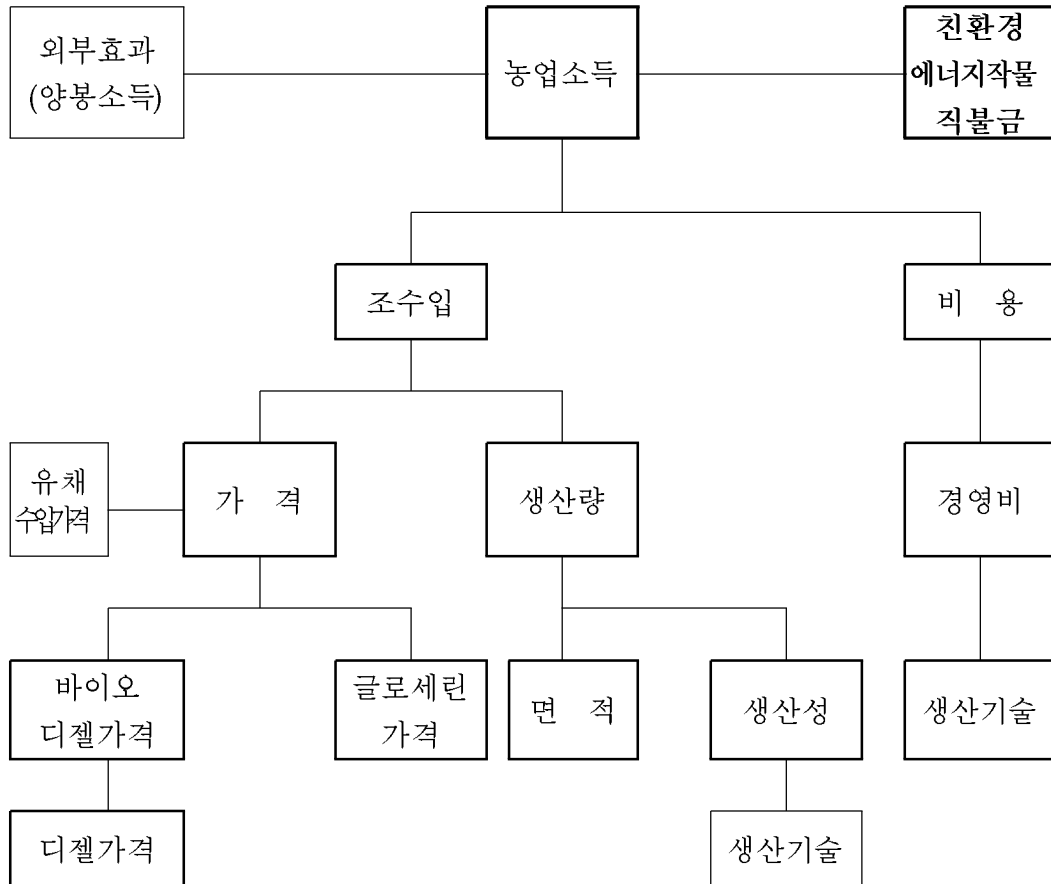 외부효과
(양봉소득)
농업소득
친환경
에너지작물
직불금
조수입
비 용
유채
수입가격
가 격
생산량
경영비
바이오
디젤가격
글로세린
가격
면 적
생산성
생산기술
디젤가격
생산기술